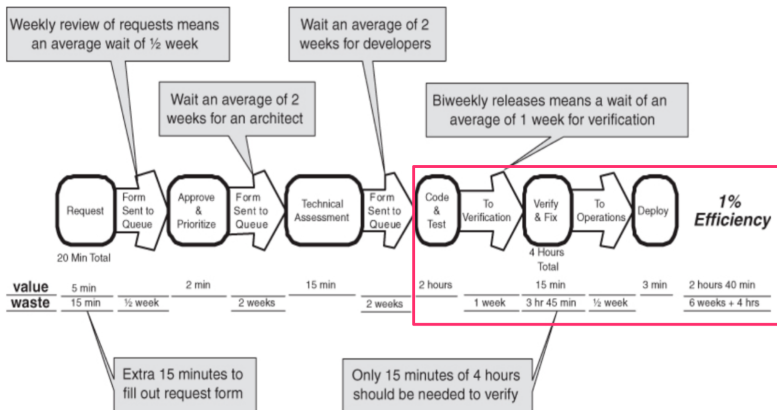 Weekly review of requests means
an average wait of ½ week
Wait an average of 2
weeks for developers
Wait an average of 2
weeks for an architect
Biweekly releases means a wait of an
average of 1 week for verification
Request
Form
Sent to
Queue
Approve
&
Prioritize
Form
Sent to
Queue
Technical
Assessment
Form
Sent to
Queue
Code
&
Test
To
Verification
Verify
& Fix
To
Operations
Deploy
1%
Efficiency
20 Min Total
4 Hours
Total
value 5 min 2 min 15 min 2 hours 15 min 3 min 2 hours 40 min
waste 15 min ½ week 2 weeks 2 weeks 1 week 3 hr 45 min ½ week 6 weeks + 4 hrs
Extra 15 minutes to
fill out request form
Only 15 minutes of 4 hours
should be needed to verify